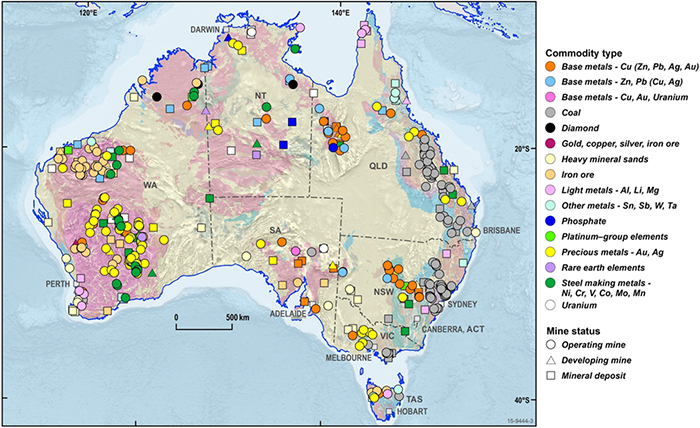 120°E
140°E
DARWIN
NT
20°S
QLD
WA
BRISBANE
SA
PERTH
NSW
SYDNEY
ADELAIDE
CANBERRA, ACT
0
500 km
VIC
MELBOURNE
TAS
40°S
HOBART
15-9444-3
Commodity type
Base metals - Cu (Zn, Pb, Ag, Au)
Base metals - Zn, Pb (Cu, Ag)
Base metals - Cu, Au, Uranium
Coal
Diamond
Gold, copper, silver, iron ore
Heavy mineral sands
Iron ore
Light metals - Al, Li, Mg
Other metals - Sn, Sb, W, Ta
Phosphate
Platinum–group elements
Precious metals - Au, Ag
Rare earth elements
Steel making metals -
Ni, Cr, V, Co, Mo, Mn
Uranium
Mine status
Operating mine
Developing mine
Mineral deposit